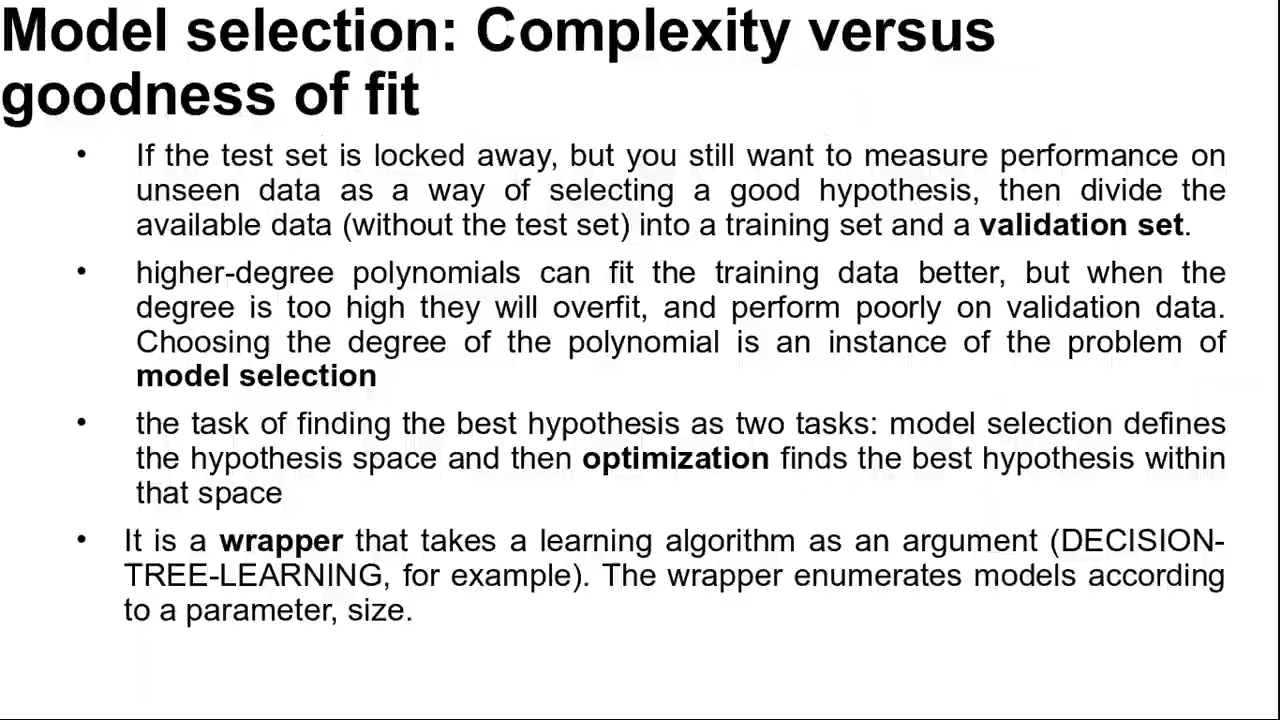 Model selection: Complexity versus
goodness of fit
• If the test set is locked away, but you still want to measure performance on
unseen data as a way of selecting a good hypothesis, then divide the
available data (without the test set) into a training set and a validation set.
• higher-degree polynomials can fit the training data better, but when the
degree is too high they will overfit, and perform poorly on validation data.
Choosing the degree of the polynomial is an instance of the problem of
model selection
• the task of finding the best hypothesis as two tasks: model selection defines
the hypothesis space and then optimization finds the best hypothesis within
that space
• It is a wrapper that takes a learning algorithm as an argument (DECISION-
TREE-LEARNING, for example). The wrapper enumerates models according
to a parameter, size.